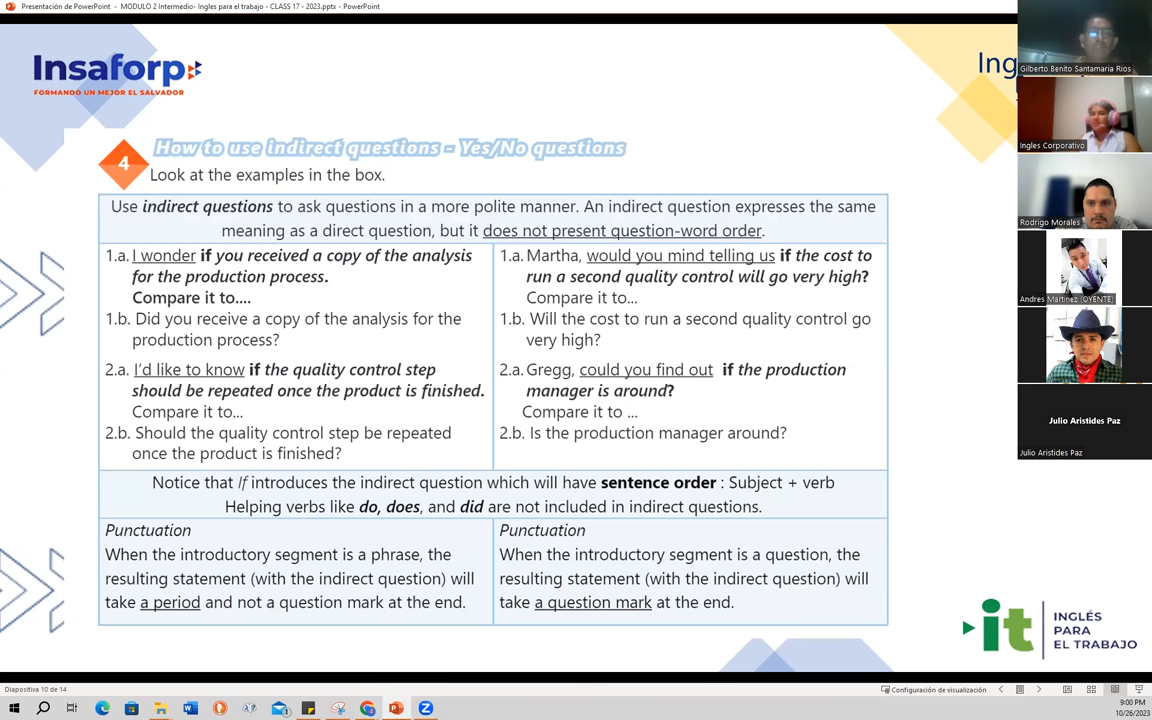 Presentación de PowerPoint - MODULO 2 Intermedio- Ingles para el trabajo - CLASS 17 - 2023.pptx - PowerPoint
Insaforp
FORMANDO UN MEJOR EL SALVADOR
Ing
4
How to use indirect questions – Yes/No questions
Look at the examples in the box.
Use indirect questions to ask questions in a more polite manner. An indirect question expresses the same
meaning as a direct question, but it does not present question-word order.
1.a. I wonder if you received a copy of the analysis
for the production process.
Compare it to....
1.b. Did you receive a copy of the analysis for the
production process?
2.a. I'd like to know if the quality control step
should be repeated once the product is finished.
Compare it to...
2.b. Should the quality control step be repeated
once the product is finished?
1.a. Martha, would you mind telling us if the cost to
run a second quality control will go very high?
Compare it to...
1.b. Will the cost to run a second quality control go
very high?
2.a. Gregg, could you find out if the production
manager is around?
Compare it to ...
2.b. Is the production manager around?
Notice that If introduces the indirect question which will have sentence order : Subject + verb
Helping verbs like do, does, and did are not included in indirect questions.
Punctuation
When the introductory segment is a phrase, the
resulting statement (with the indirect question) will
take a period and not a question mark at the end.
Punctuation
When the introductory segment is a question, the
resulting statement (with the indirect question) will
take a question mark at the end.
it
INGLÉS
PARA
EL TRABAJO
Gilberto Benito Santamaria Rios
Ingles Corporativo
Rodrigo Morales
Andres Martinez (OYENTE)
Julio Aristides Paz
Julio Aristides Paz
Diapositiva 10 de 14
Configuración de visualización
9:00 PM
10/26/2023